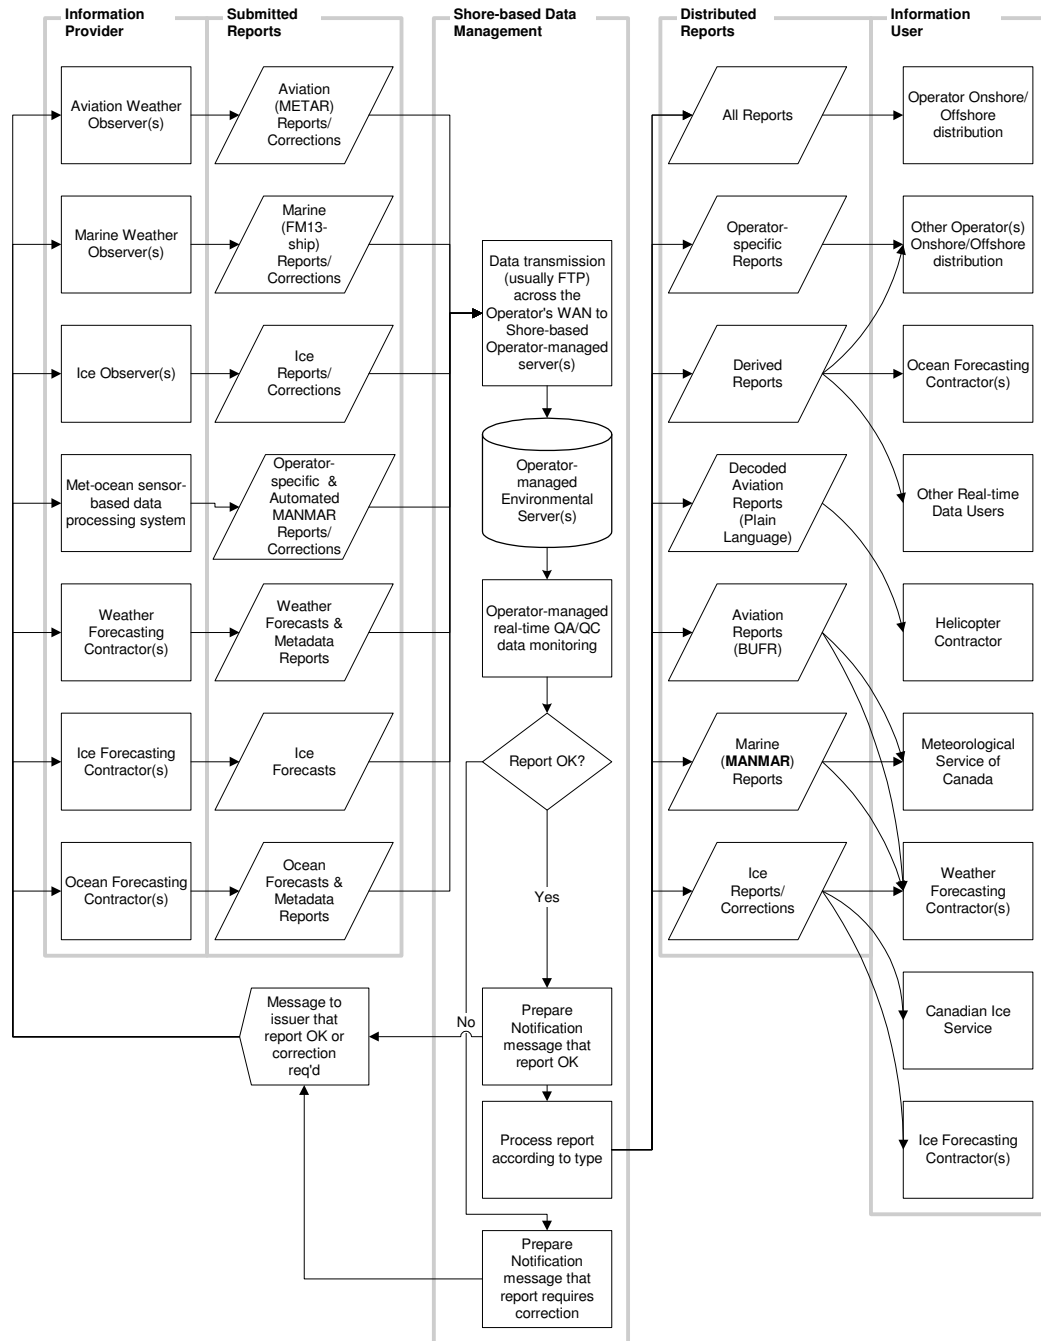 Information
Provider
Submitted
Reports
Shore-based Data
Management
Distributed
Reports
Information
User
Aviation Weather
Observer(s)
Marine Weather
Observer(s)
Ice Observer(s)
Met-ocean sensor-
based data
processing system
Weather
Forecasting
Contractor(s)
Ice Forecasting
Contractor(s)
Ocean Forecasting
Contractor(s)
Aviation
(METAR)
Reports/
Corrections
Marine
(FM13-
ship)
Reports/
Corrections
Ice
Reports/
Corrections
Operator-
specific &
Automated
MANMAR
Reports/
Corrections
Weather
Forecasts &
Metadata
Reports
Ice
Forecasts
Ocean
Forecasts &
Metadata
Reports
Message to
issuer that
report OK or
correction
req'd
Data transmission
(usually FTP)
across the
Operator's WAN to
Shore-based
Operator-managed
server(s)
Operator-
managed
Environmental
Server(s)
Operator-managed
real-time QA/QC
data monitoring
Report OK?
Yes
No
Prepare
Notification
message that
report OK
Process report
according to type
Prepare
Notification
message that
report requires
correction
All Reports
Operator-
specific
Reports
Derived
Reports
Decoded
Aviation
Reports
(Plain
Language)
Aviation
Reports
(BUFR)
Marine
(MANMAR)
Reports
Ice
Reports/
Corrections
Operator Onshore/
Offshore
distribution
Other Operator(s)
Onshore/Offshore
distribution
Ocean Forecasting
Contractor(s)
Other Real-time
Data Users
Helicopter
Contractor
Meteorological
Service of
Canada
Weather
Forecasting
Contractor(s)
Canadian Ice
Service
Ice Forecasting
Contractor(s)